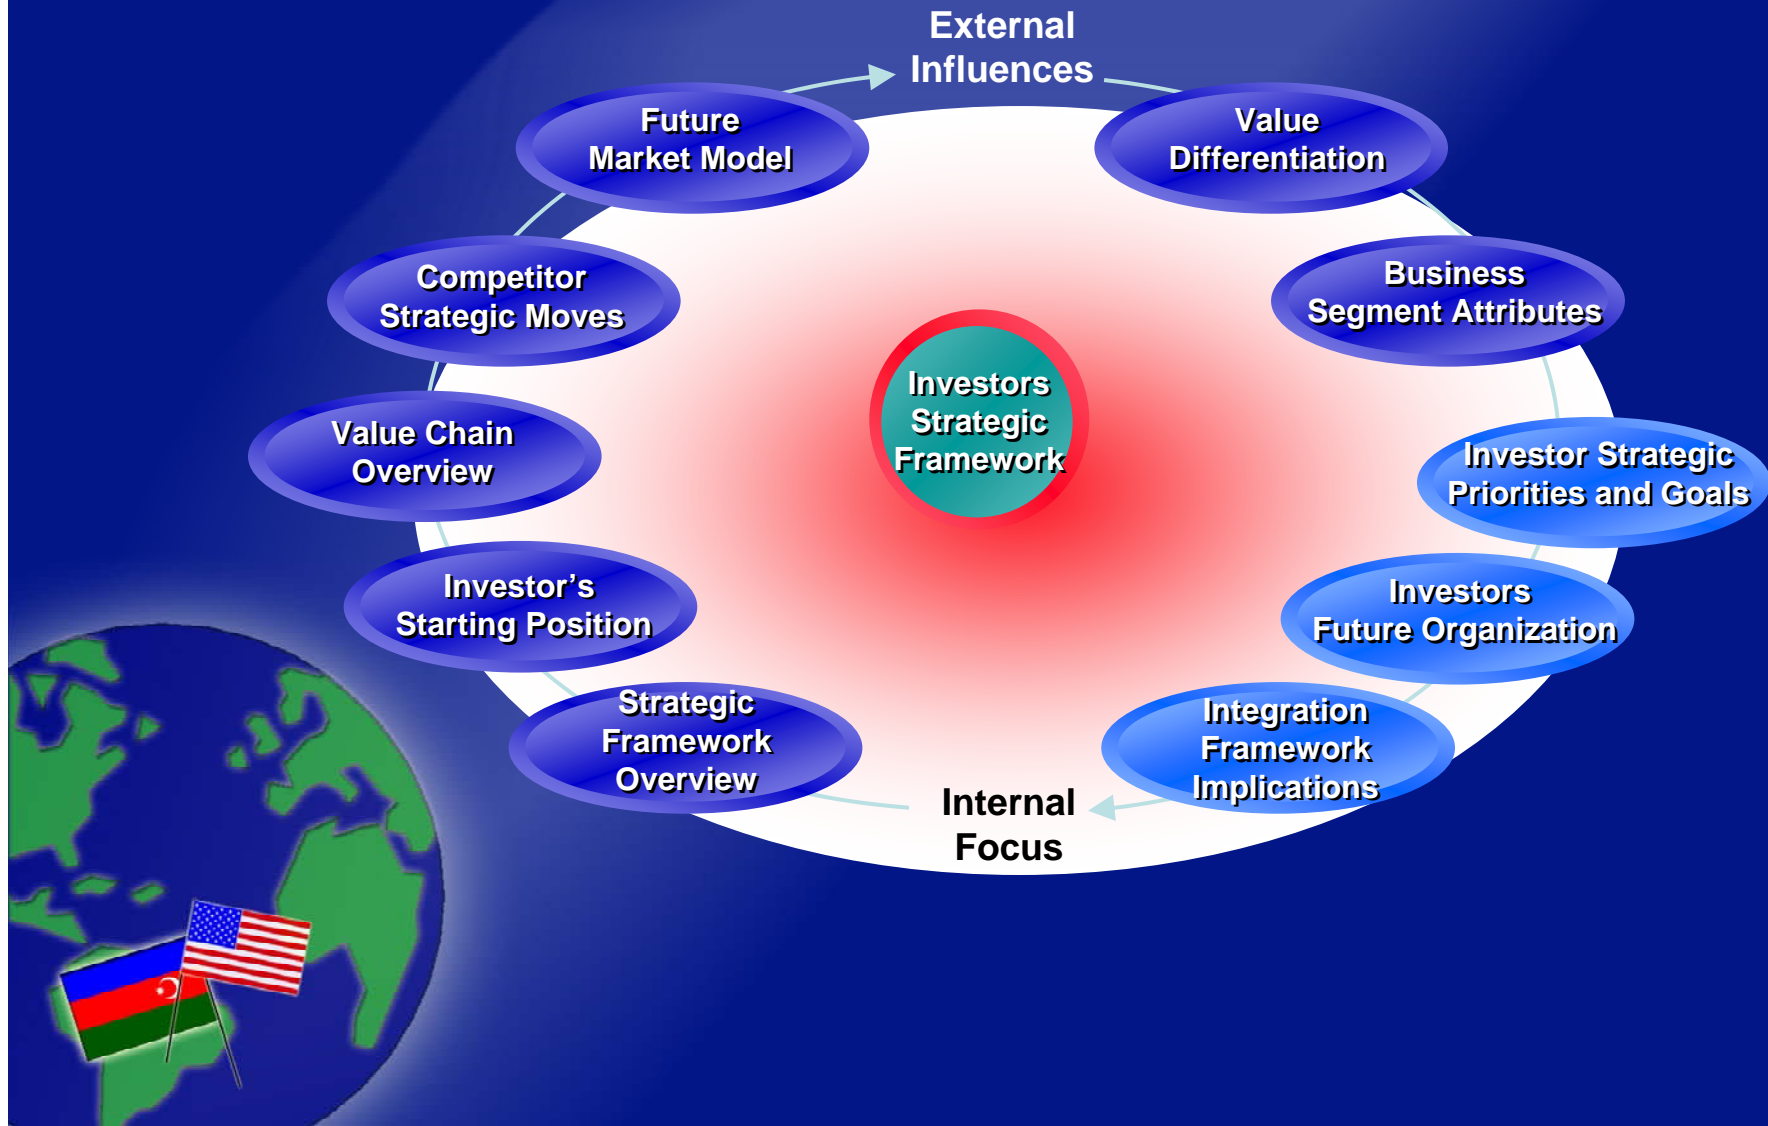 External
Influences
Future
Market Model
Value
Differentiation
Competitor
Strategic Moves
Business
Segment Attributes
Investors
Strategic
Framework
Value Chain
Overview
Investor Strategic
Priorities and Goals
Investor’s
Starting Position
Investors
Future Organization
Strategic
Framework
Overview
Integration
Framework
Implications
Internal
Focus